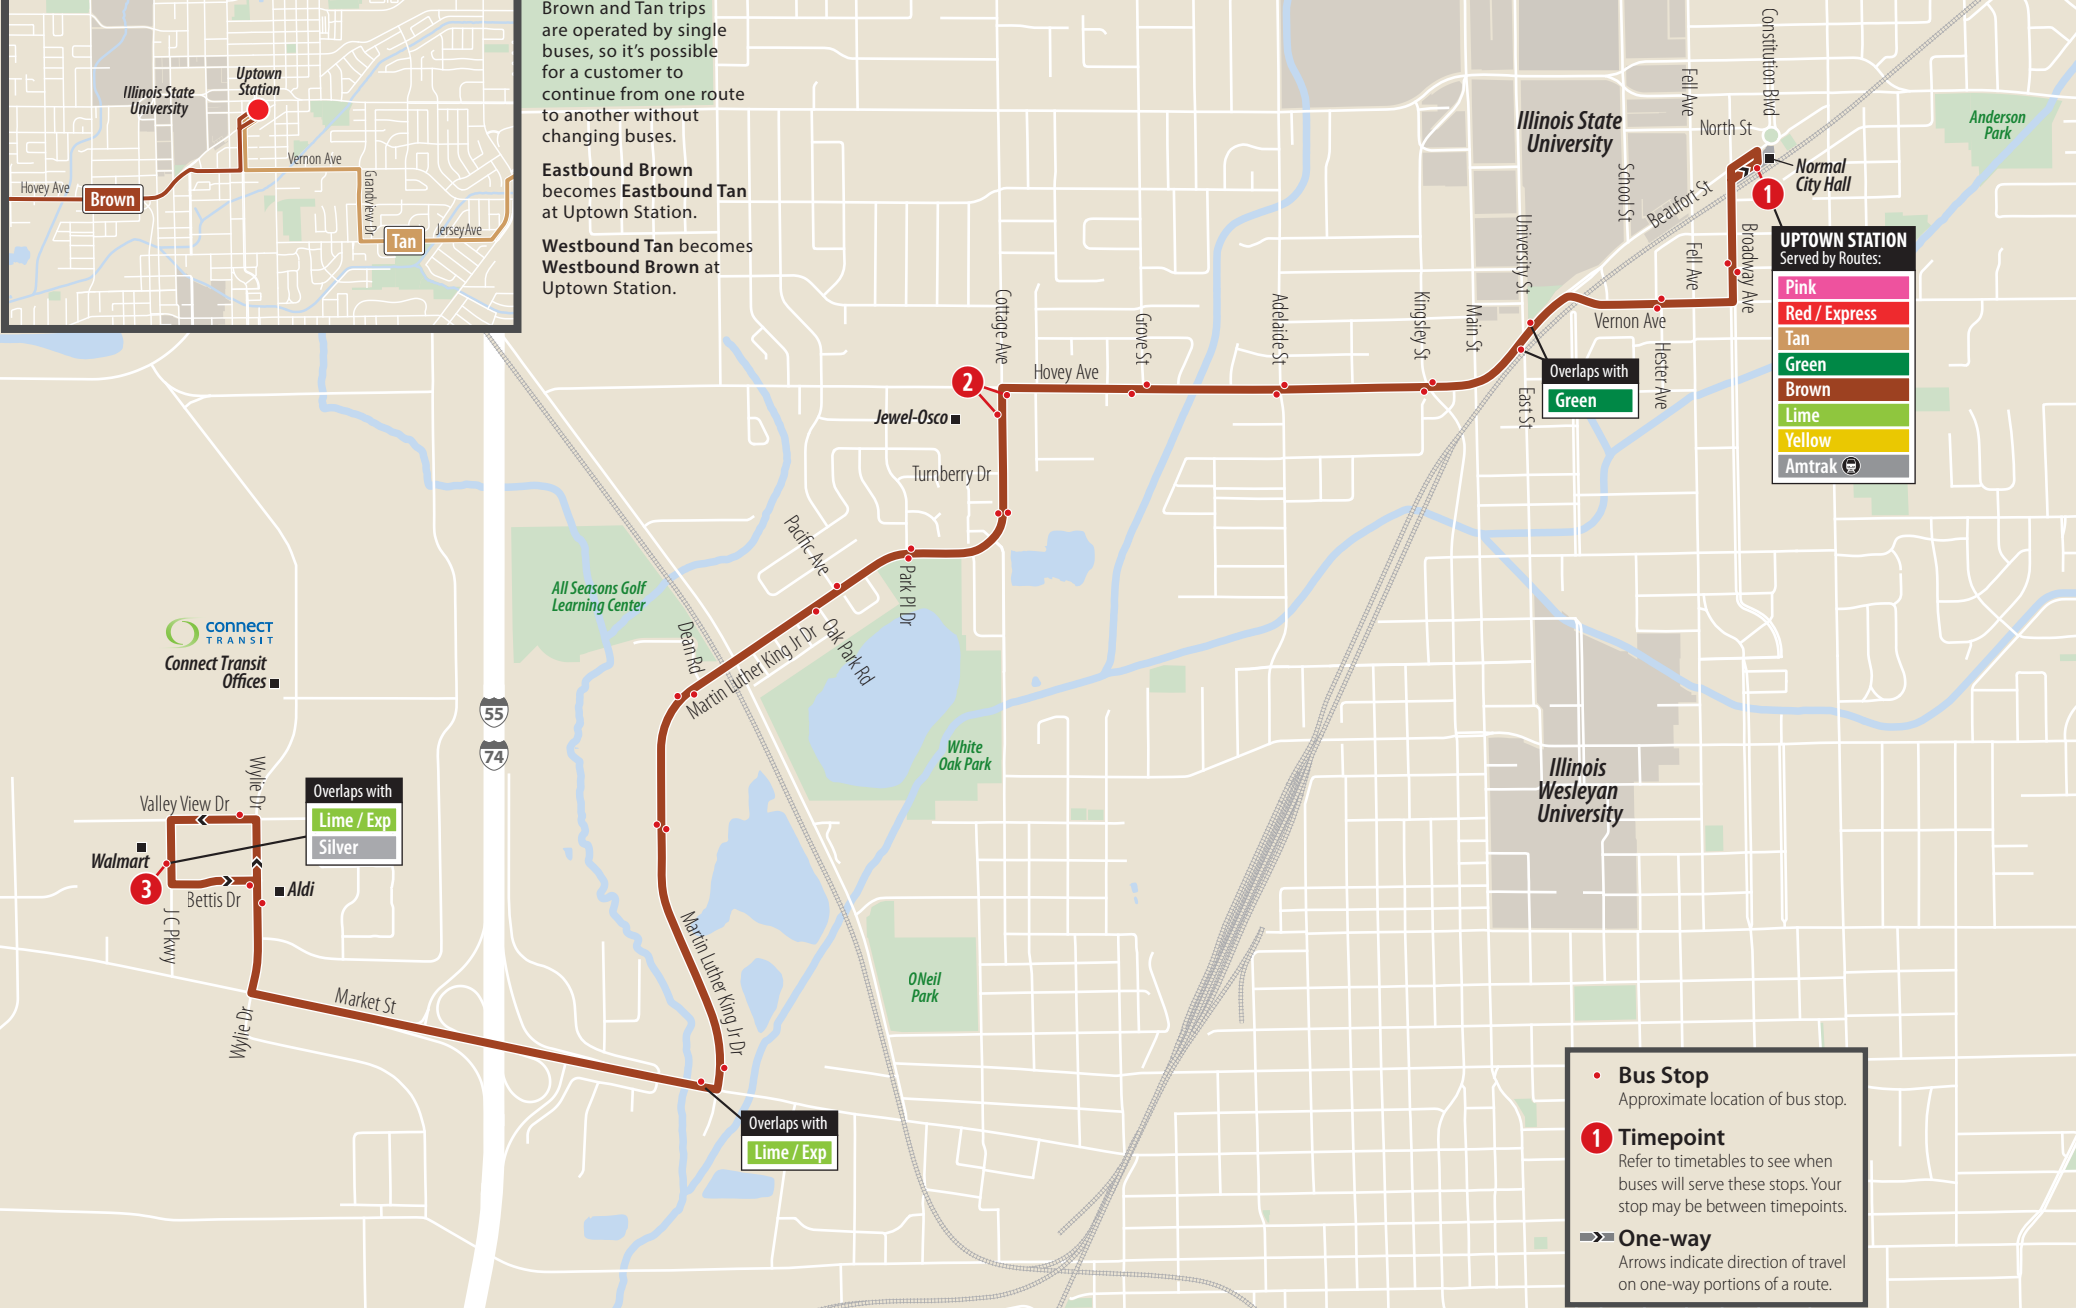 Brown and Tan trips
are operated by single
buses, so it's possible
for a customer to
continue from one route
to another without
changing buses.
Eastbound Brown
becomes Eastbound Tan
at Uptown Station.
Westbound Tan becomes
Westbound Brown at
Uptown Station.
Uptown
Station
Illinois State
University
Vernon Ave
Hovey Ave
Brown
Grandview Dr
Tan
Jersey Ave
Constitution Blvd
Fell Ave
North St
Illinois State
University
Anderson
Park
Normal
City Hall
1
School St
Beaufort St
University St
Fell Ave
Broadway Ave
UPTOWN STATION
Served by Routes:
Pink
Red / Express
Tan
Green
Brown
Lime
Yellow
Amtrak
Cottage Ave
Grove St
Adelaide St
Kingsley St
Main St
Vernon Ave
Hester Ave
East St
Overlaps with
Green
Hovey Ave
2
Jewel-Osco
Turnberry Dr
Pacific Ave
Park Pl Dr
All Seasons Golf
Learning Center
Dean Rd
Martin Luther King Jr Dr
Oak Park Rd
connect
TRANSIT
Connect Transit
Offices
55
74
White
Oak Park
Illinois
Wesleyan
University
Wylie Dr
Valley View Dr
Overlaps with
Lime / Exp
Silver
Walmart
3
Bettis Dr
Aldi
J C Pkwy
Martin Luther King Jr Dr
ONeil
Park
Market St
Wylie Dr
Overlaps with
Lime / Exp
Bus Stop
Approximate location of bus stop.
1 Timepoint
Refer to timetables to see when
buses will serve these stops. Your
stop may be between timepoints.
One-way
Arrows indicate direction of travel
on one-way portions of a route.